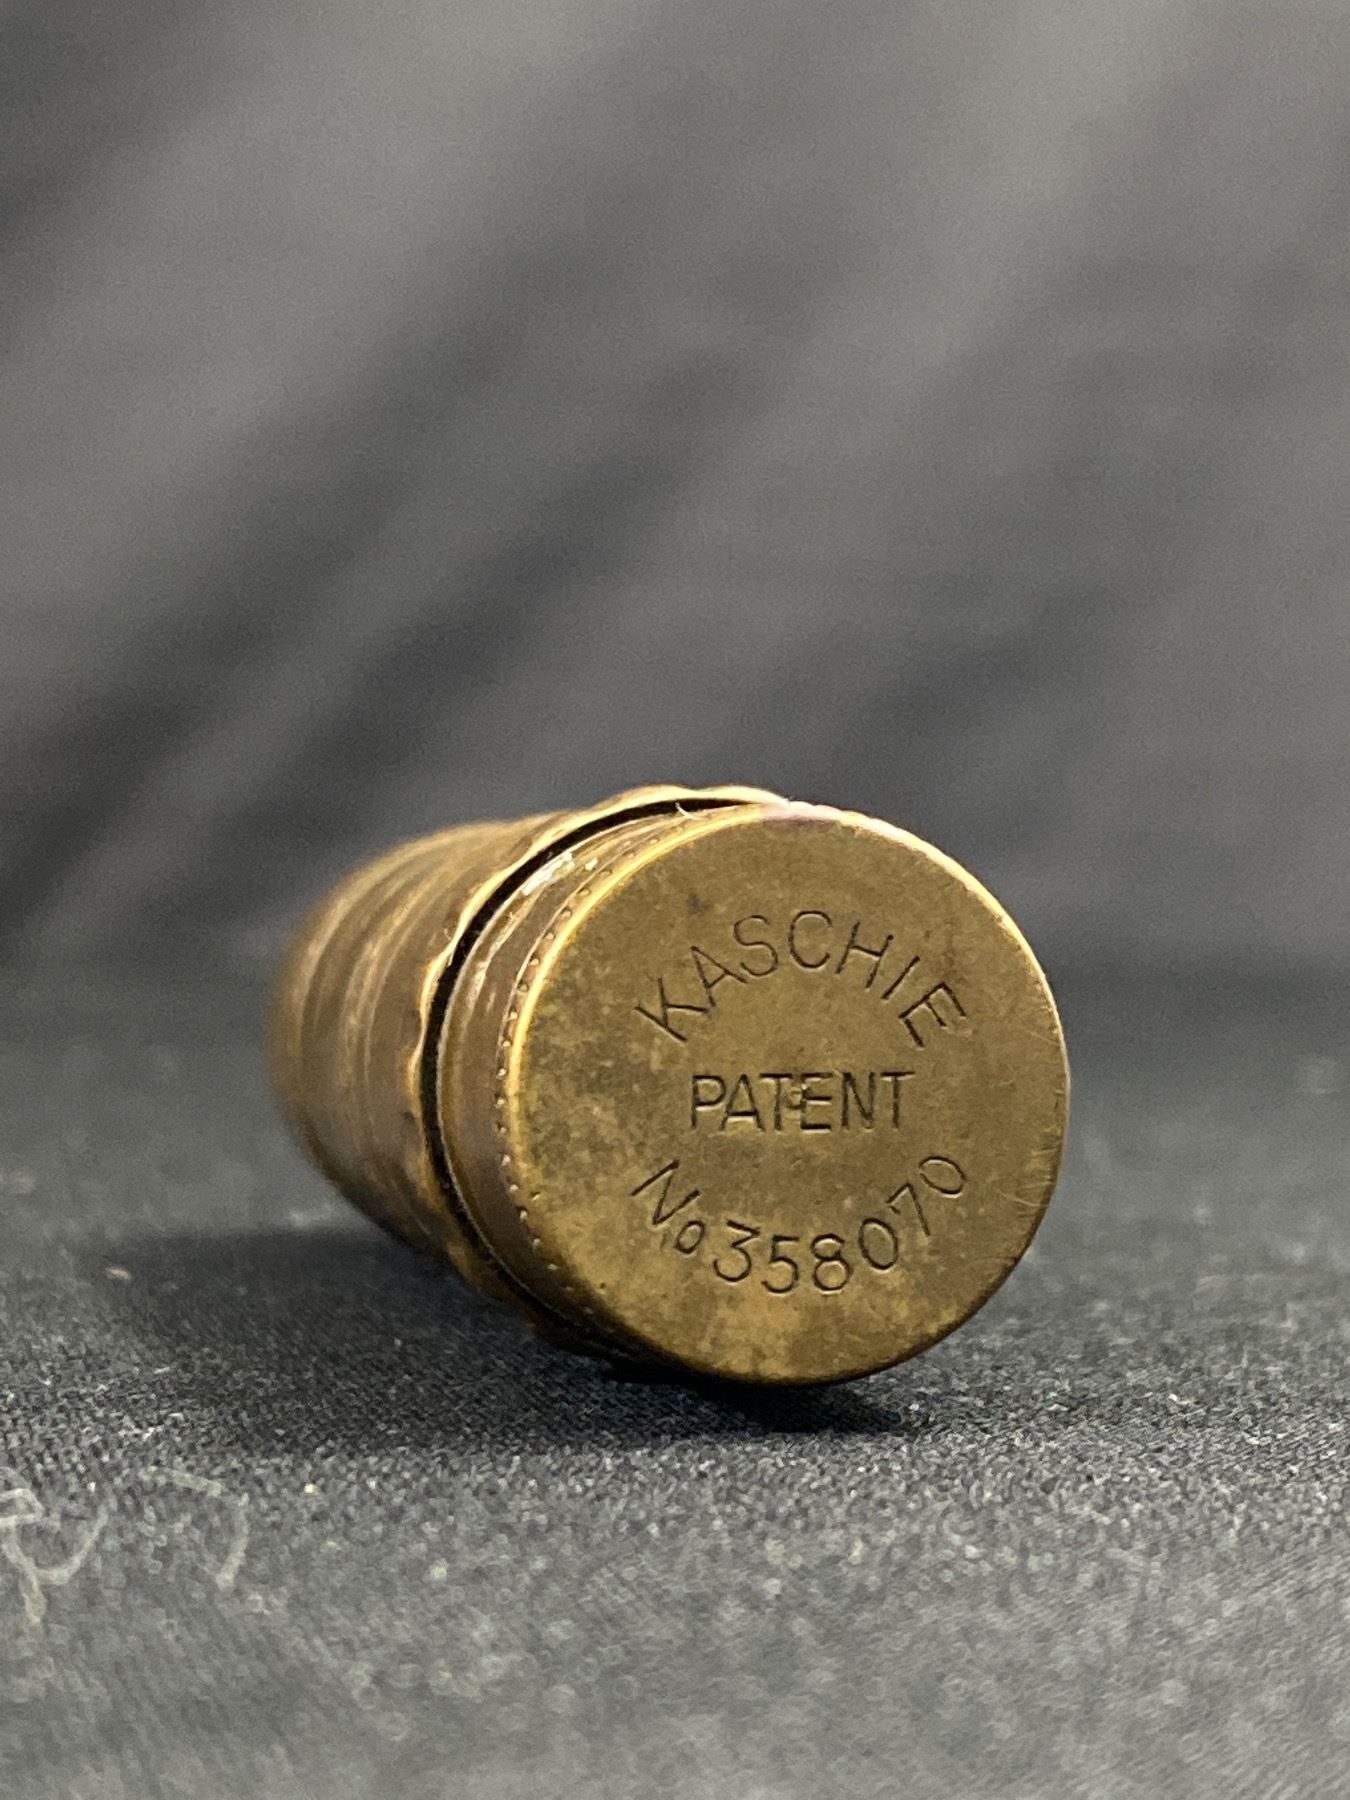 KASCHIE
PATENT
No 358070